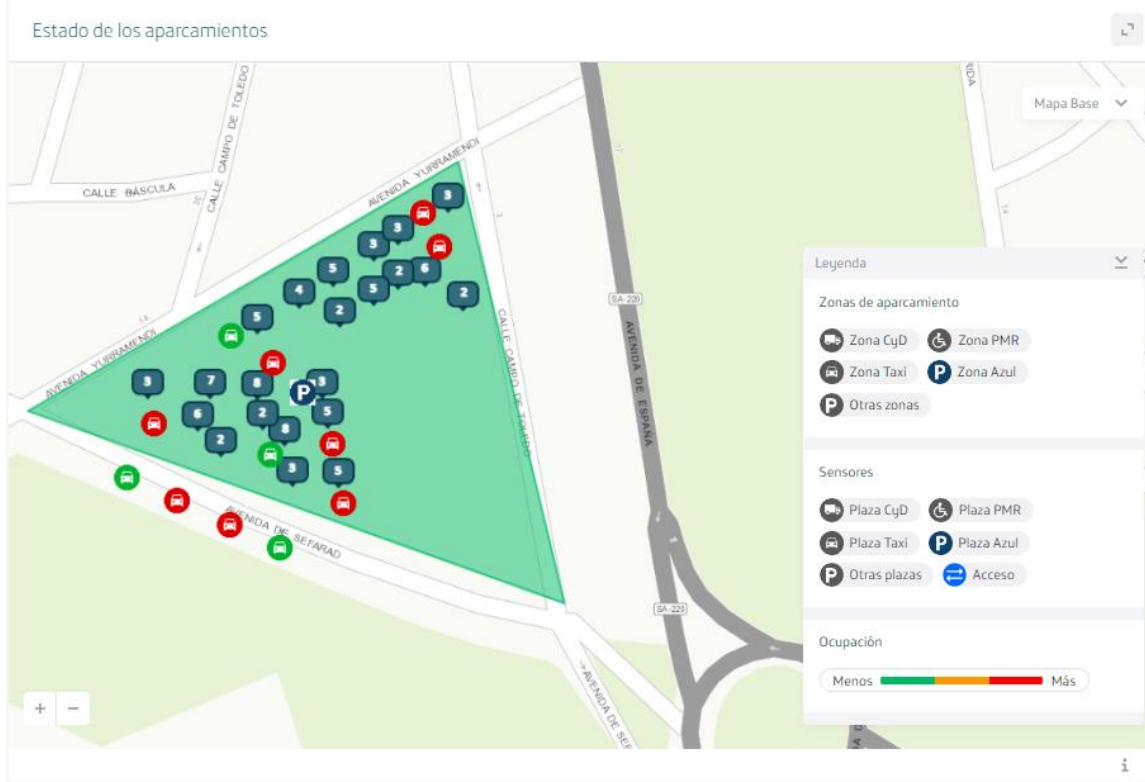 Estado de los aparcamientos
Mapa Base
CALLE CAMPO DE TOLEDO
CALLE BÁSCULA
AVENIDA YURRAMENDI
AVENIDA YURRAMENDI
CALLE CAMPO DE TOLEDO
SA-220
AVENIDA DE ESPAÑA
AVENIDA DE SEFARAD
SA-220
3
3
3
5
2
6
4
5
2
2
5
3
7
8
3
P
6
2
5
2
8
3
5
Leyenda
Zonas de aparcamiento
Zona CyD
Zona PMR
Zona Taxi
P Zona Azul
P Otras zonas
Sensores
Plaza CyD
Plaza PMR
Plaza Taxi
P Plaza Azul
P Otras plazas
Acceso
Ocupación
Menos Más
+ −
i